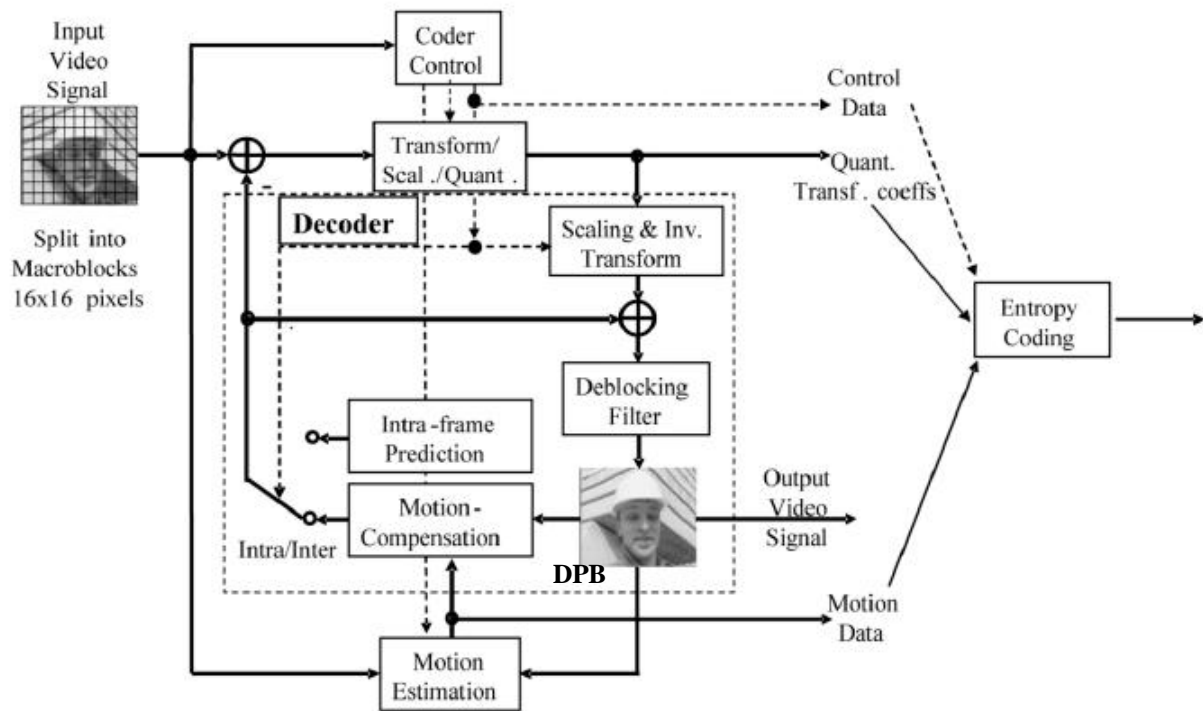 Input
Video
Signal
Split into
Macroblocks
16x16 pixels
Coder
Control
Transform/
Scal./Quant.
-
Decoder
Scaling & Inv.
Transform
Deblocking
Filter
Intra-frame
Prediction
Motion-
Compensation
Intra/Inter
DPB
Motion
Estimation
Control
Data
Quant.
Transf. coeffs
Entropy
Coding
Output
Video
Signal
Motion
Data